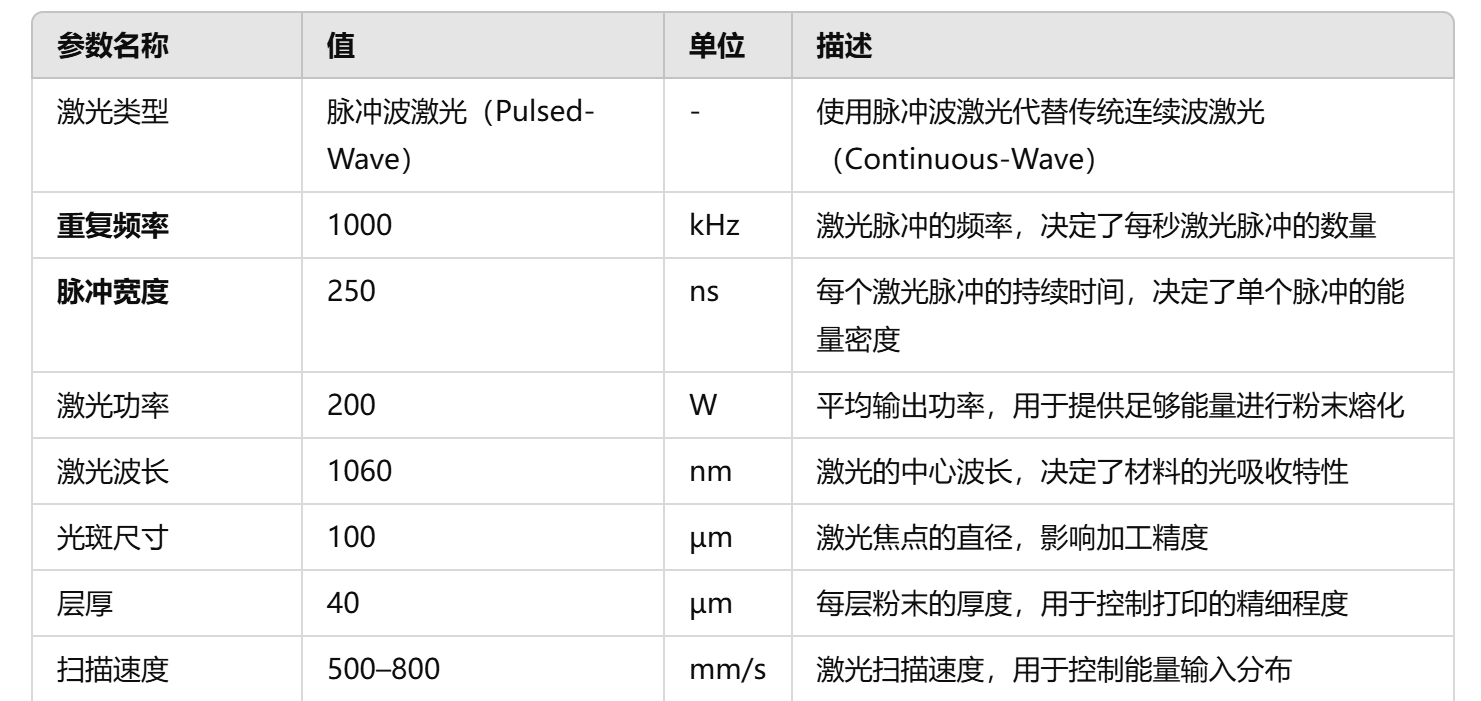 参数名称 值 单位 描述
激光类型 脉冲波激光（Pulsed- - 使用脉冲波激光代替传统连续波激光
Wave） （Continuous-Wave）
重复频率 1000 kHz 激光脉冲的频率，决定了每秒激光脉冲的数量
脉冲宽度 250 ns 每个激光脉冲的持续时间，决定了单个脉冲的能
量密度
激光功率 200 W 平均输出功率，用于提供足够能量进行粉末熔化
激光波长 1060 nm 激光的中心波长，决定了材料的光吸收特性
光斑尺寸 100 μm 激光焦点的直径，影响加工精度
层厚 40 μm 每层粉末的厚度，用于控制打印的精细程度
扫描速度 500–800 mm/s 激光扫描速度，用于控制能量输入分布